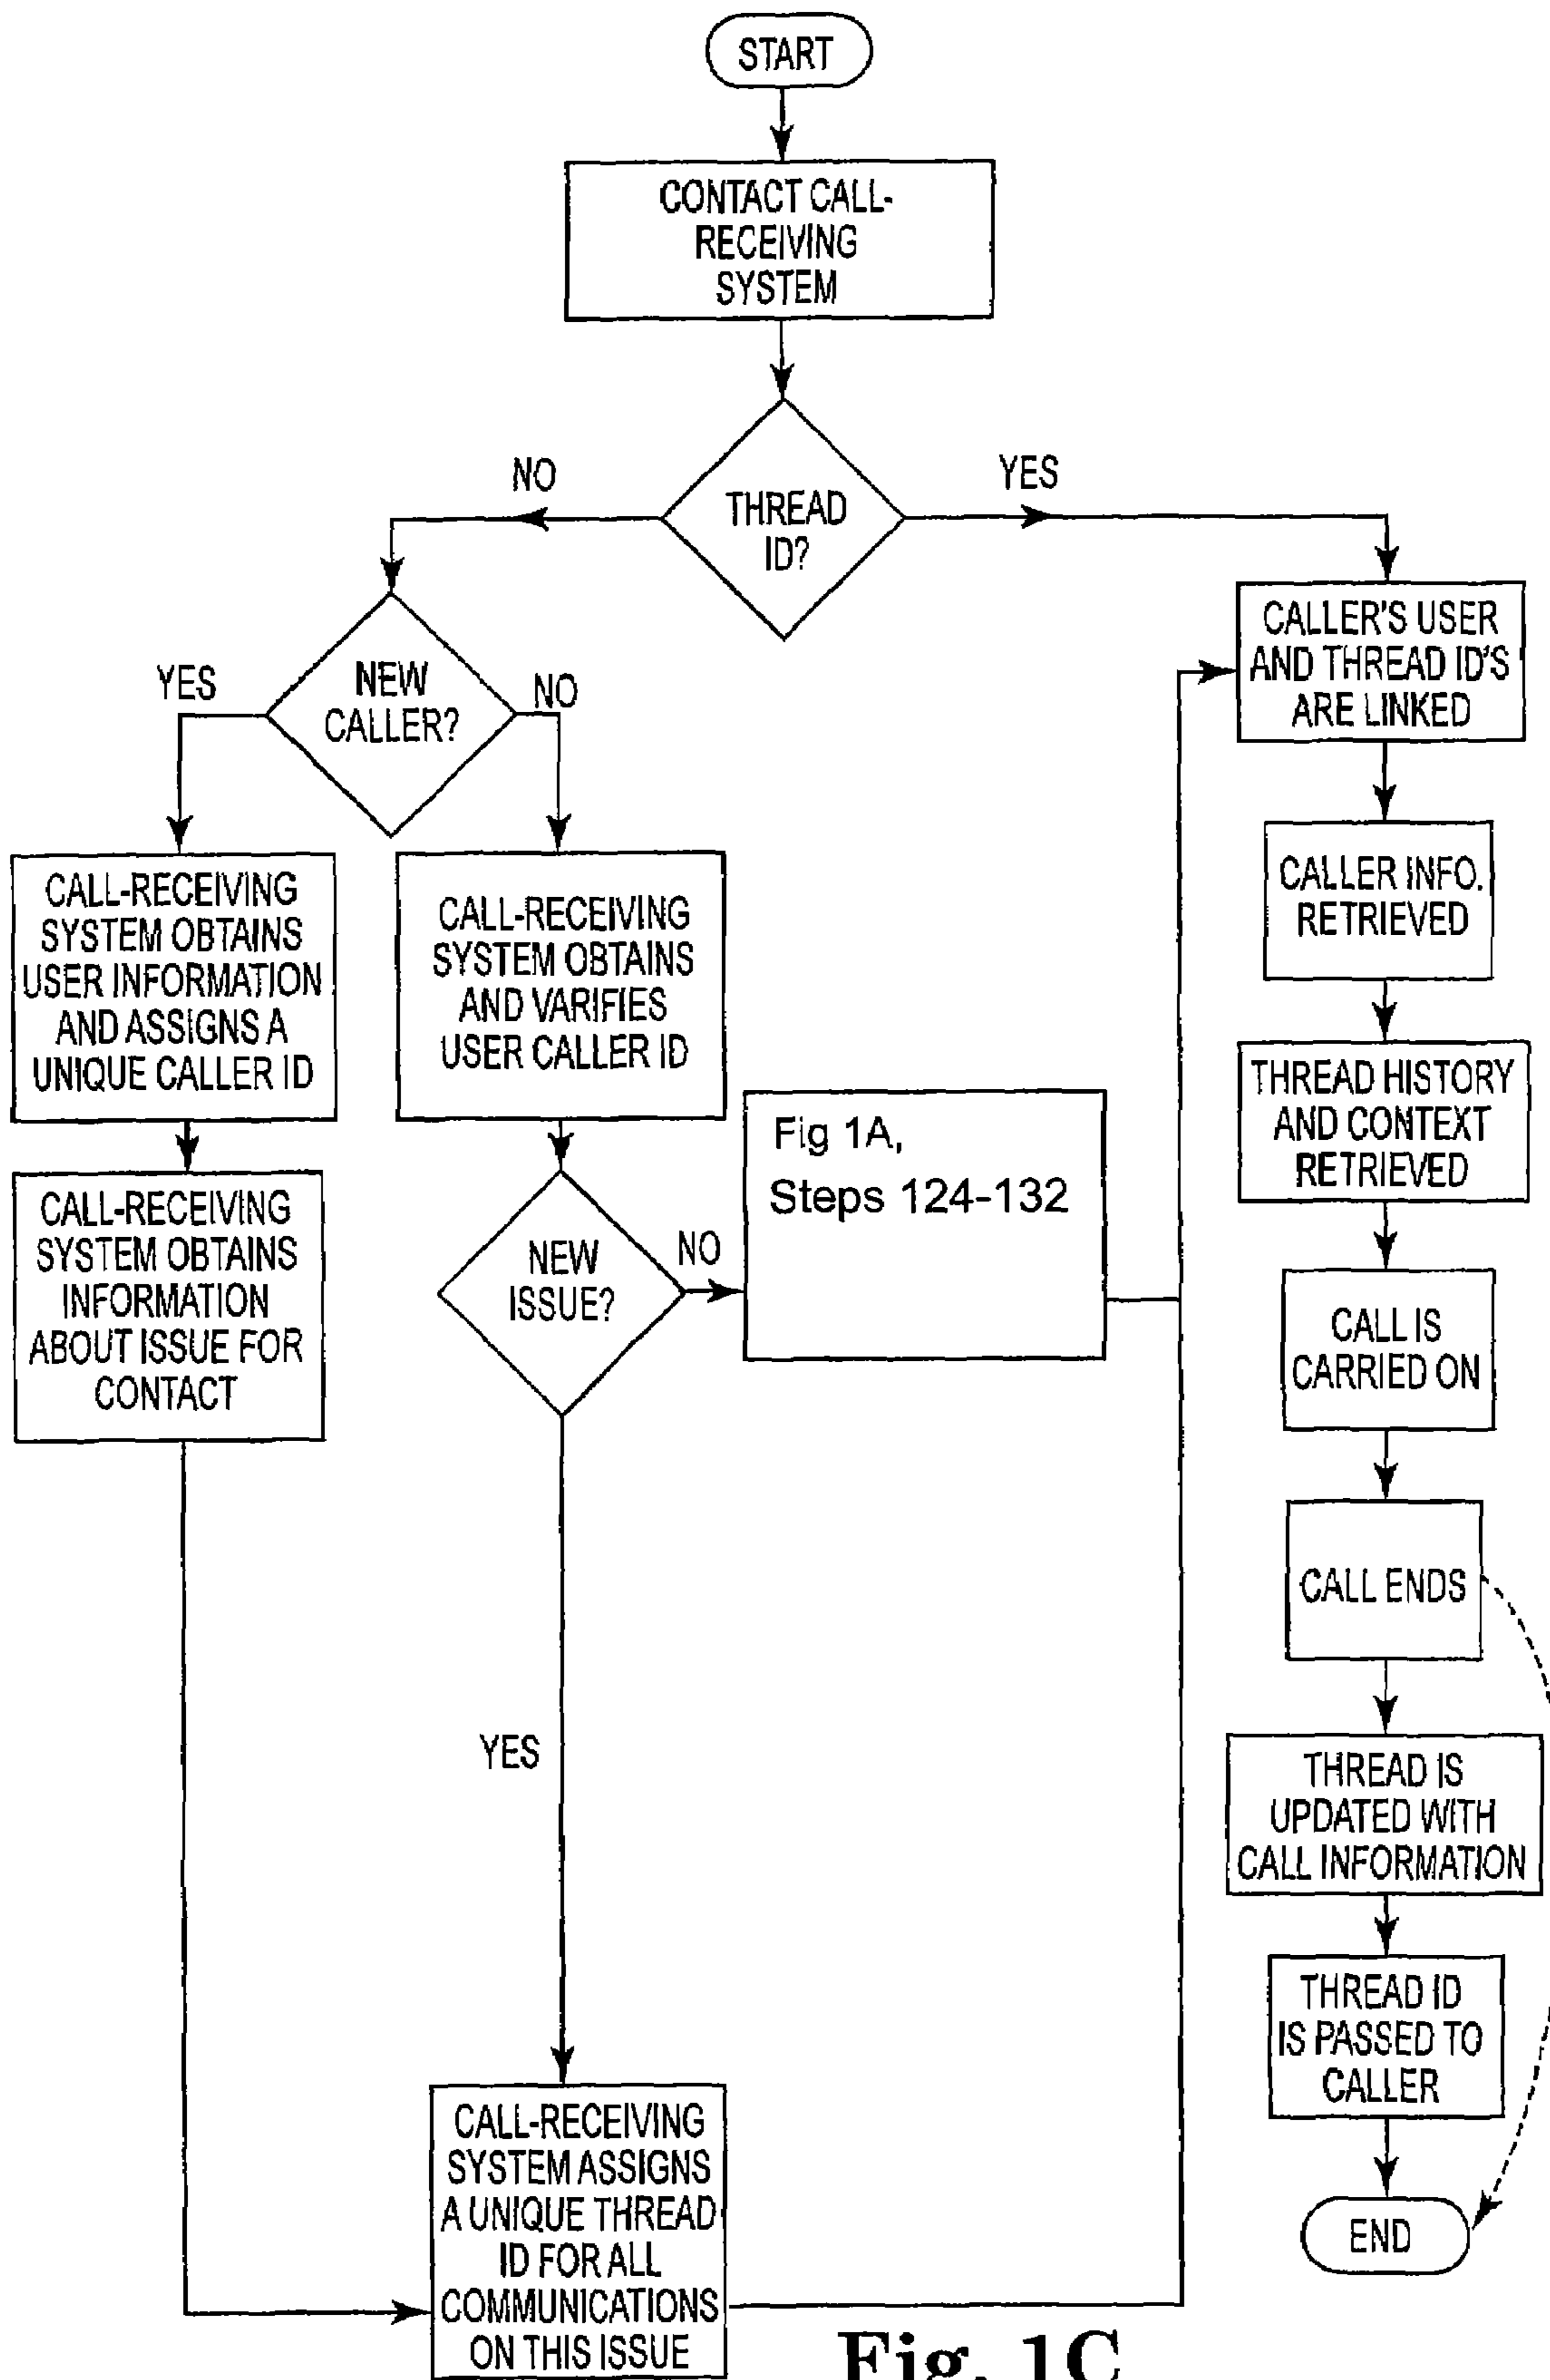 START
CONTACT CALL-
RECEIVING
SYSTEM
THREAD
ID?
NO
YES
NEW
CALLER?
YES
NO
CALLER'S USER
AND THREAD ID'S
ARE LINKED
CALL-RECEIVING
SYSTEM OBTAINS
USER INFORMATION
AND ASSIGNS A
UNIQUE CALLER ID
CALL-RECEIVING
SYSTEM OBTAINS
AND VARIFIES
USER CALLER ID
CALLER INFO.
RETRIEVED
THREAD HISTORY
AND CONTEXT
RETRIEVED
CALL-RECEIVING
SYSTEM OBTAINS
INFORMATION
ABOUT ISSUE FOR
CONTACT
NEW
ISSUE?
NO
Fig 1A,
Steps 124-132
CALL IS
CARRIED ON
CALL ENDS
YES
THREAD IS
UPDATED WITH
CALL INFORMATION
THREAD ID
IS PASSED TO
CALLER
CALL-RECEIVING
SYSTEM ASSIGNS
A UNIQUE THREAD
ID FOR ALL
COMMUNICATIONS
ON THIS ISSUE
END
Fig. 1C